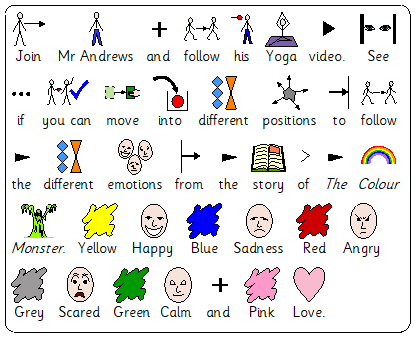 Join Mr Andrews and follow his Yoga video. See
if you can move into different positions to follow
the different emotions from the story of The Colour
Monster. Yellow Happy Blue Sadness Red Angry
Grey Scared Green Calm and Pink Love.